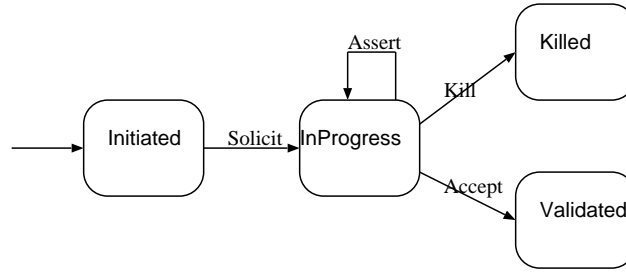 Assert
Killed
Kill
Initiated
Solicit
InProgress
Accept
Validated